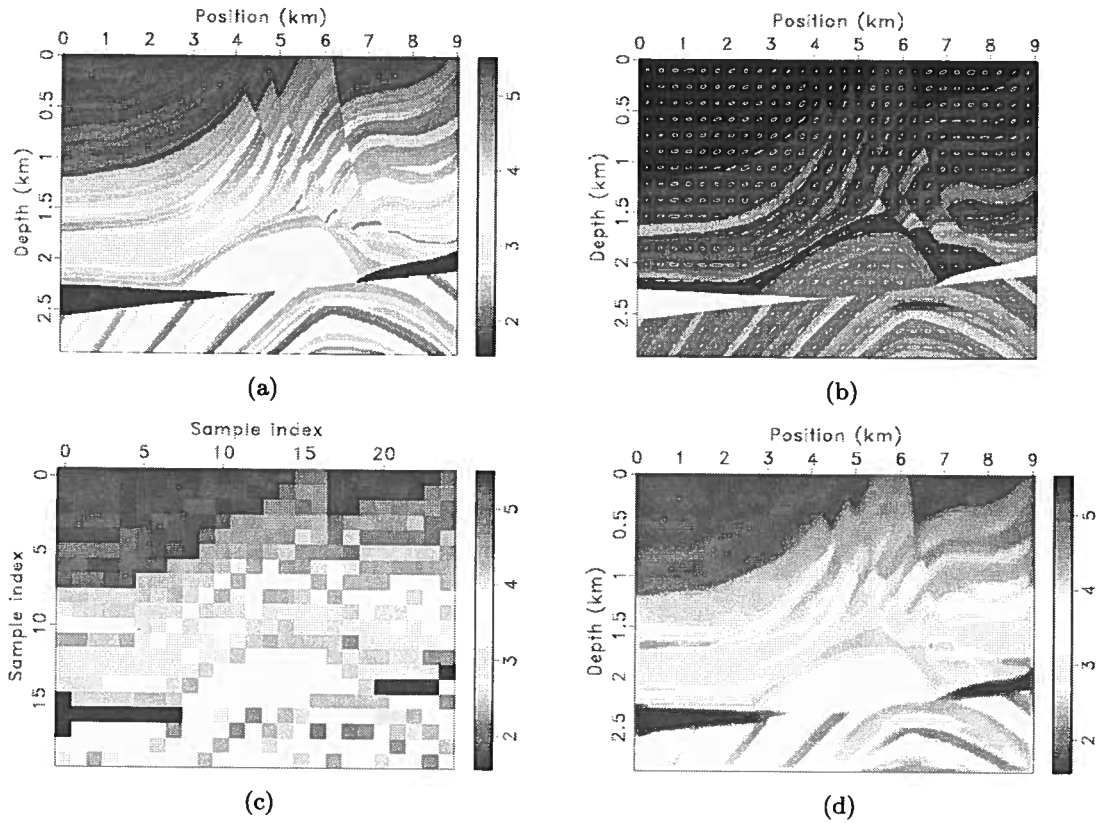 Position (km)
0 1 2 3 4 5 6 7 8 9
Depth (km)
0 0.5 1 1.5 2 2.5
5 4 3 2
(a)
Position (km)
0 1 2 3 4 5 6 7 8 9
Depth (km)
0 0.5 1 1.5 2 2.5
(b)
Sample index
0 5 10 15 20
Sample index
0 5 10 15
5 4 3 2
(c)
Position (km)
0 1 2 3 4 5 6 7 8 9
Depth (km)
0 0.5 1 1.5 2 2.5
5 4 3 2
(d)